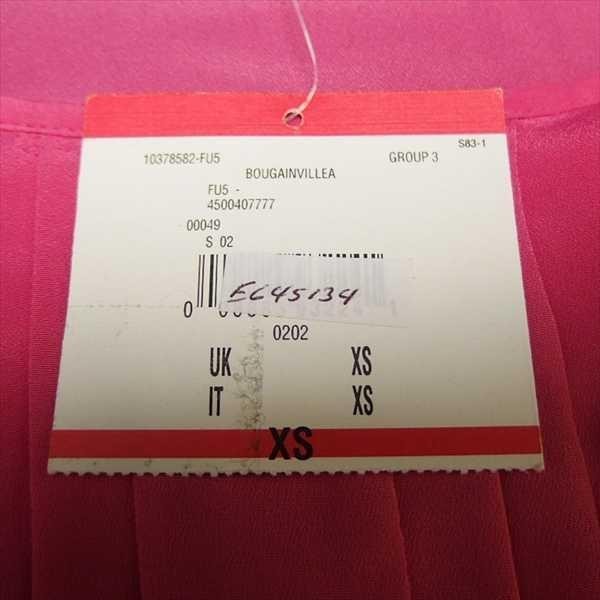 S83-1
10378582-FU5 GROUP 3
BOUGAINVILLEA
FU5 -
4500407777
00049
S 02
EC45134
0
0202
UK XS
IT XS
XS